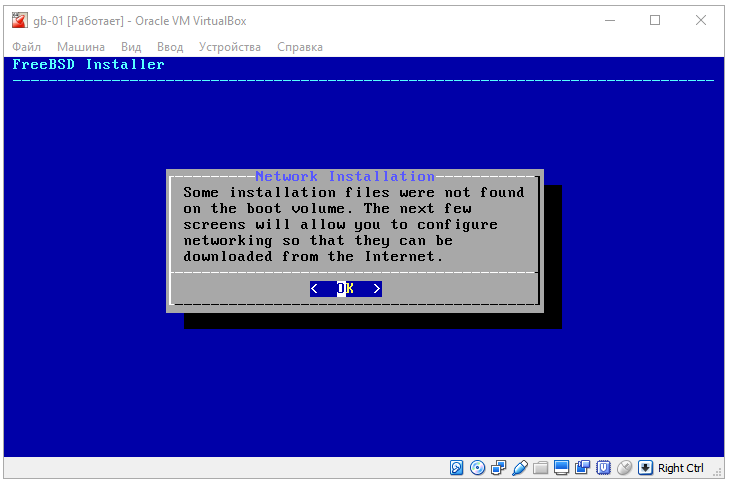 gb-01 [Работает] - Oracle VM VirtualBox
Файл Машина Вид Ввод Устройства Справка
FreeBSD Installer
Network Installation
Some installation files were not found
on the boot volume. The next few
screens will allow you to configure
networking so that they can be
downloaded from the Internet.
< OK >
Right Ctrl